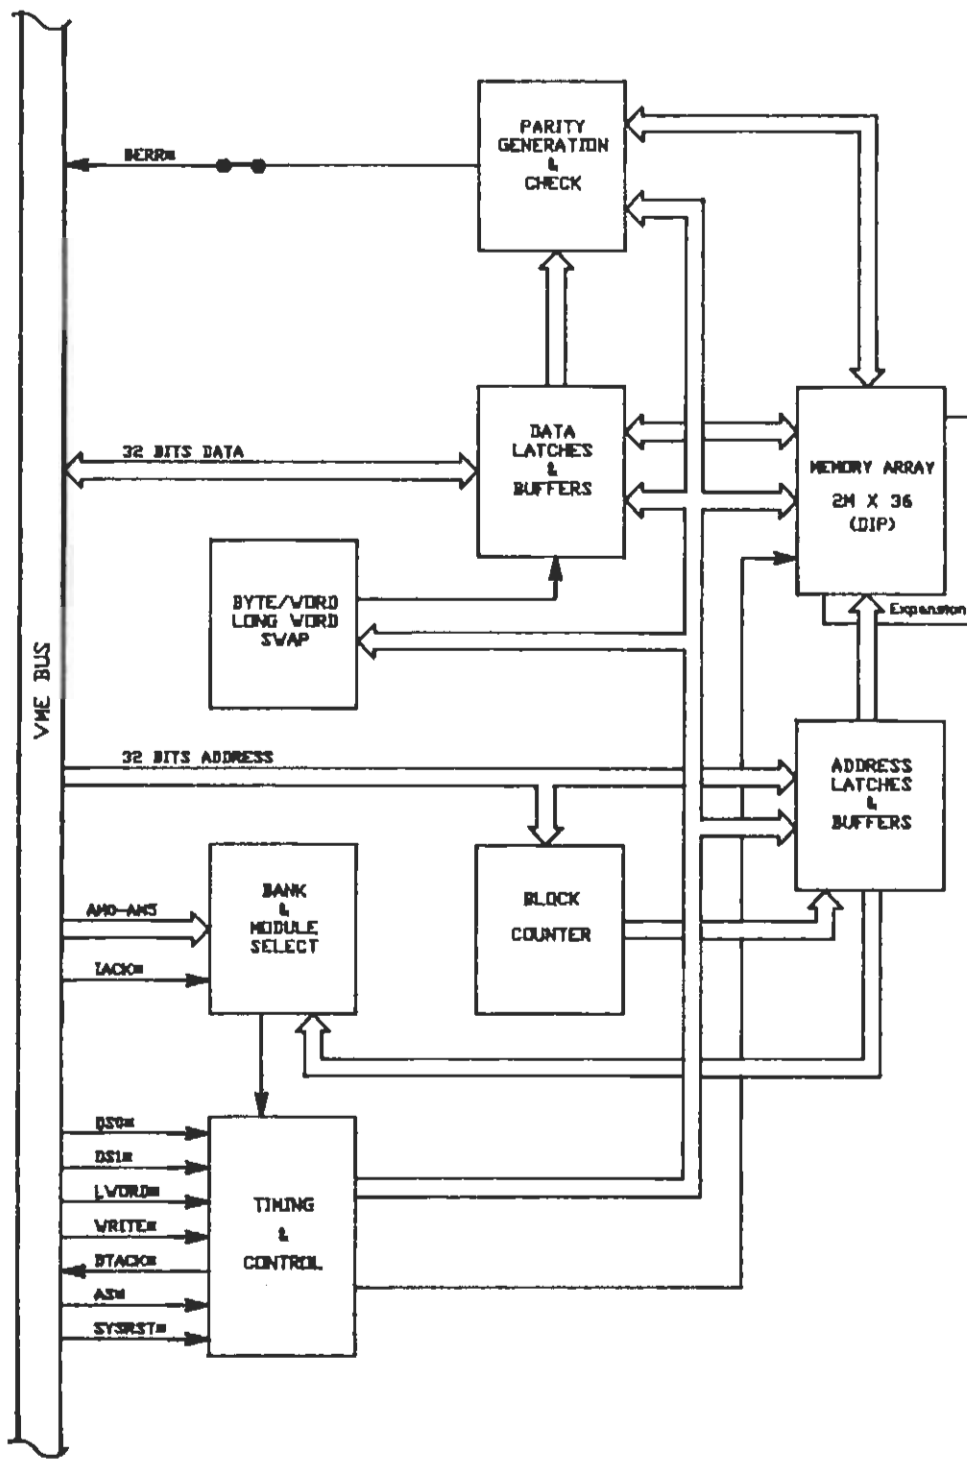 PARITY
GENERATION
&
CHECK
BERR*
32 BITS DATA
DATA
LATCHES
&
BUFFERS
MEMORY ARRAY
2M X 36
(DIP)
Expansion
BYTE/WORD
LONG WORD
SWAP
VME BUS
32 BITS ADDRESS
ADDRESS
LATCHES
&
BUFFERS
BANK
&
MODULE
SELECT
AM0-AM5
IACK*
BLOCK
COUNTER
DS0*
DS1*
LWORD*
WRITE*
DTACK*
AS*
SYSRST*
TIMING
&
CONTROL